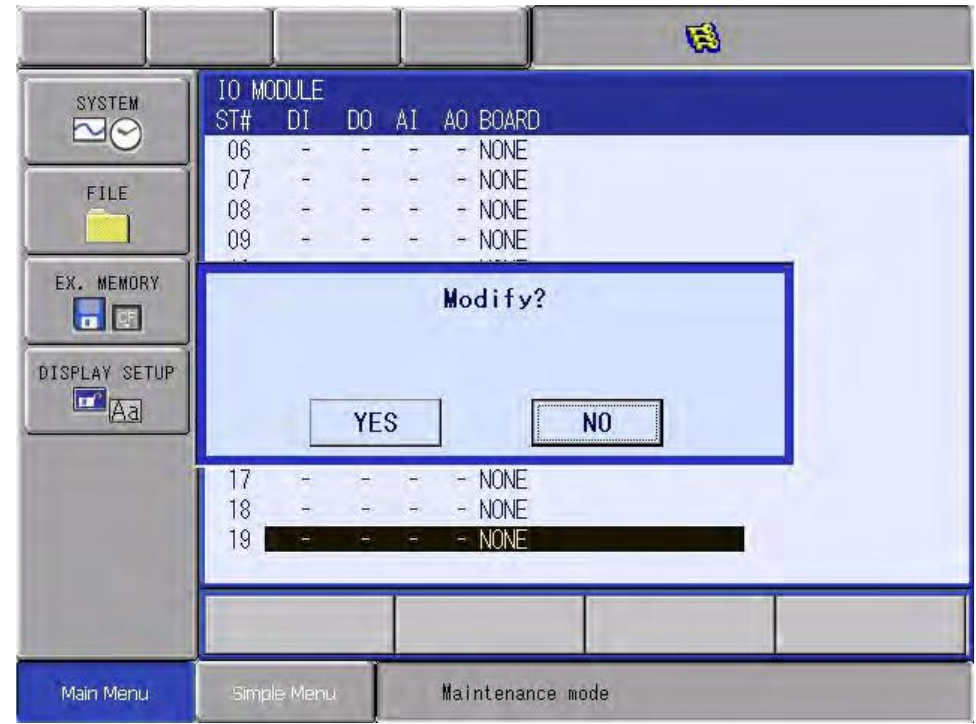 SYSTEM
FILE
EX. MEMORY
CF
DISPLAY SETUP
Aa
IO MODULE
ST# DI DO AI AO BOARD
06 - - - - NONE
07 - - - - NONE
08 - - - - NONE
09 - - - - NONE
Modify?
YES NO
17 - - - - NONE
18 - - - - NONE
19 - - - - NONE
Main Menu Simple Menu Maintenance mode